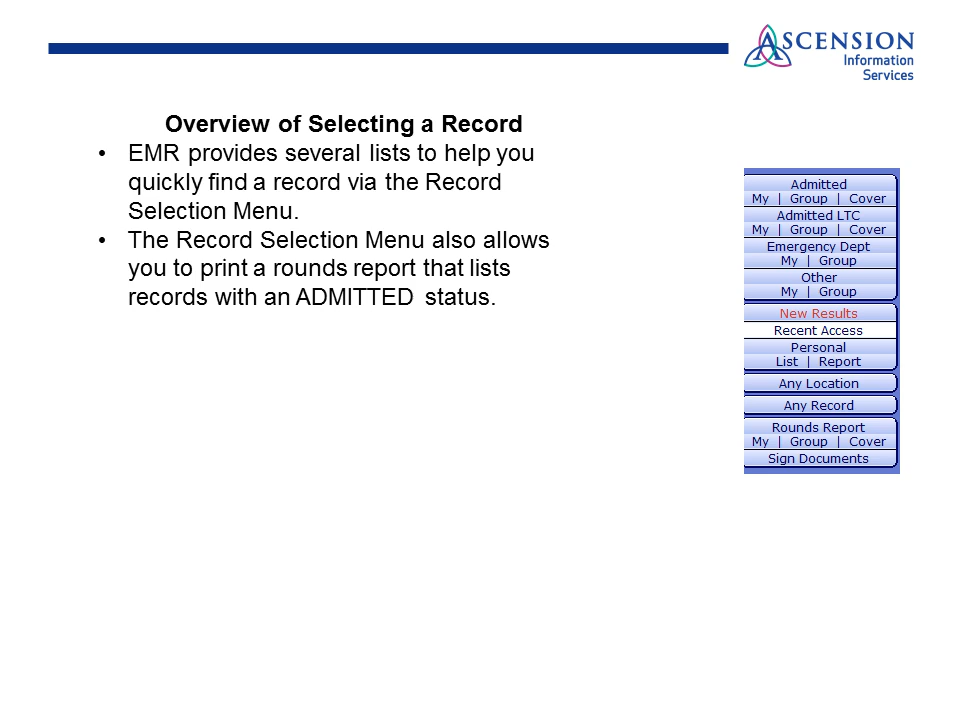 ASCENSION
Information
Services
Overview of Selecting a Record
• EMR provides several lists to help you
quickly find a record via the Record
Selection Menu.
• The Record Selection Menu also allows
you to print a rounds report that lists
records with an ADMITTED status.
Admitted
My | Group | Cover
Admitted LTC
My | Group | Cover
Emergency Dept
My | Group
Other
My | Group
New Results
Recent Access
Personal
List | Report
Any Location
Any Record
Rounds Report
My | Group | Cover
Sign Documents